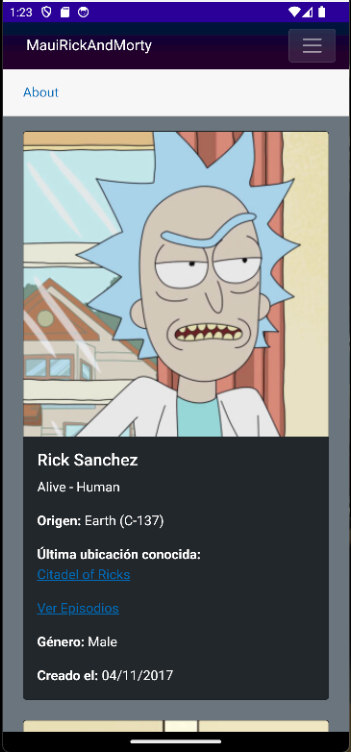 1:23
MauiRickAndMorty
About
Rick Sanchez
Alive - Human
Origen: Earth (C-137)
Última ubicación conocida:
Citadel of Ricks
Ver Episodios
Género: Male
Creado el: 04/11/2017